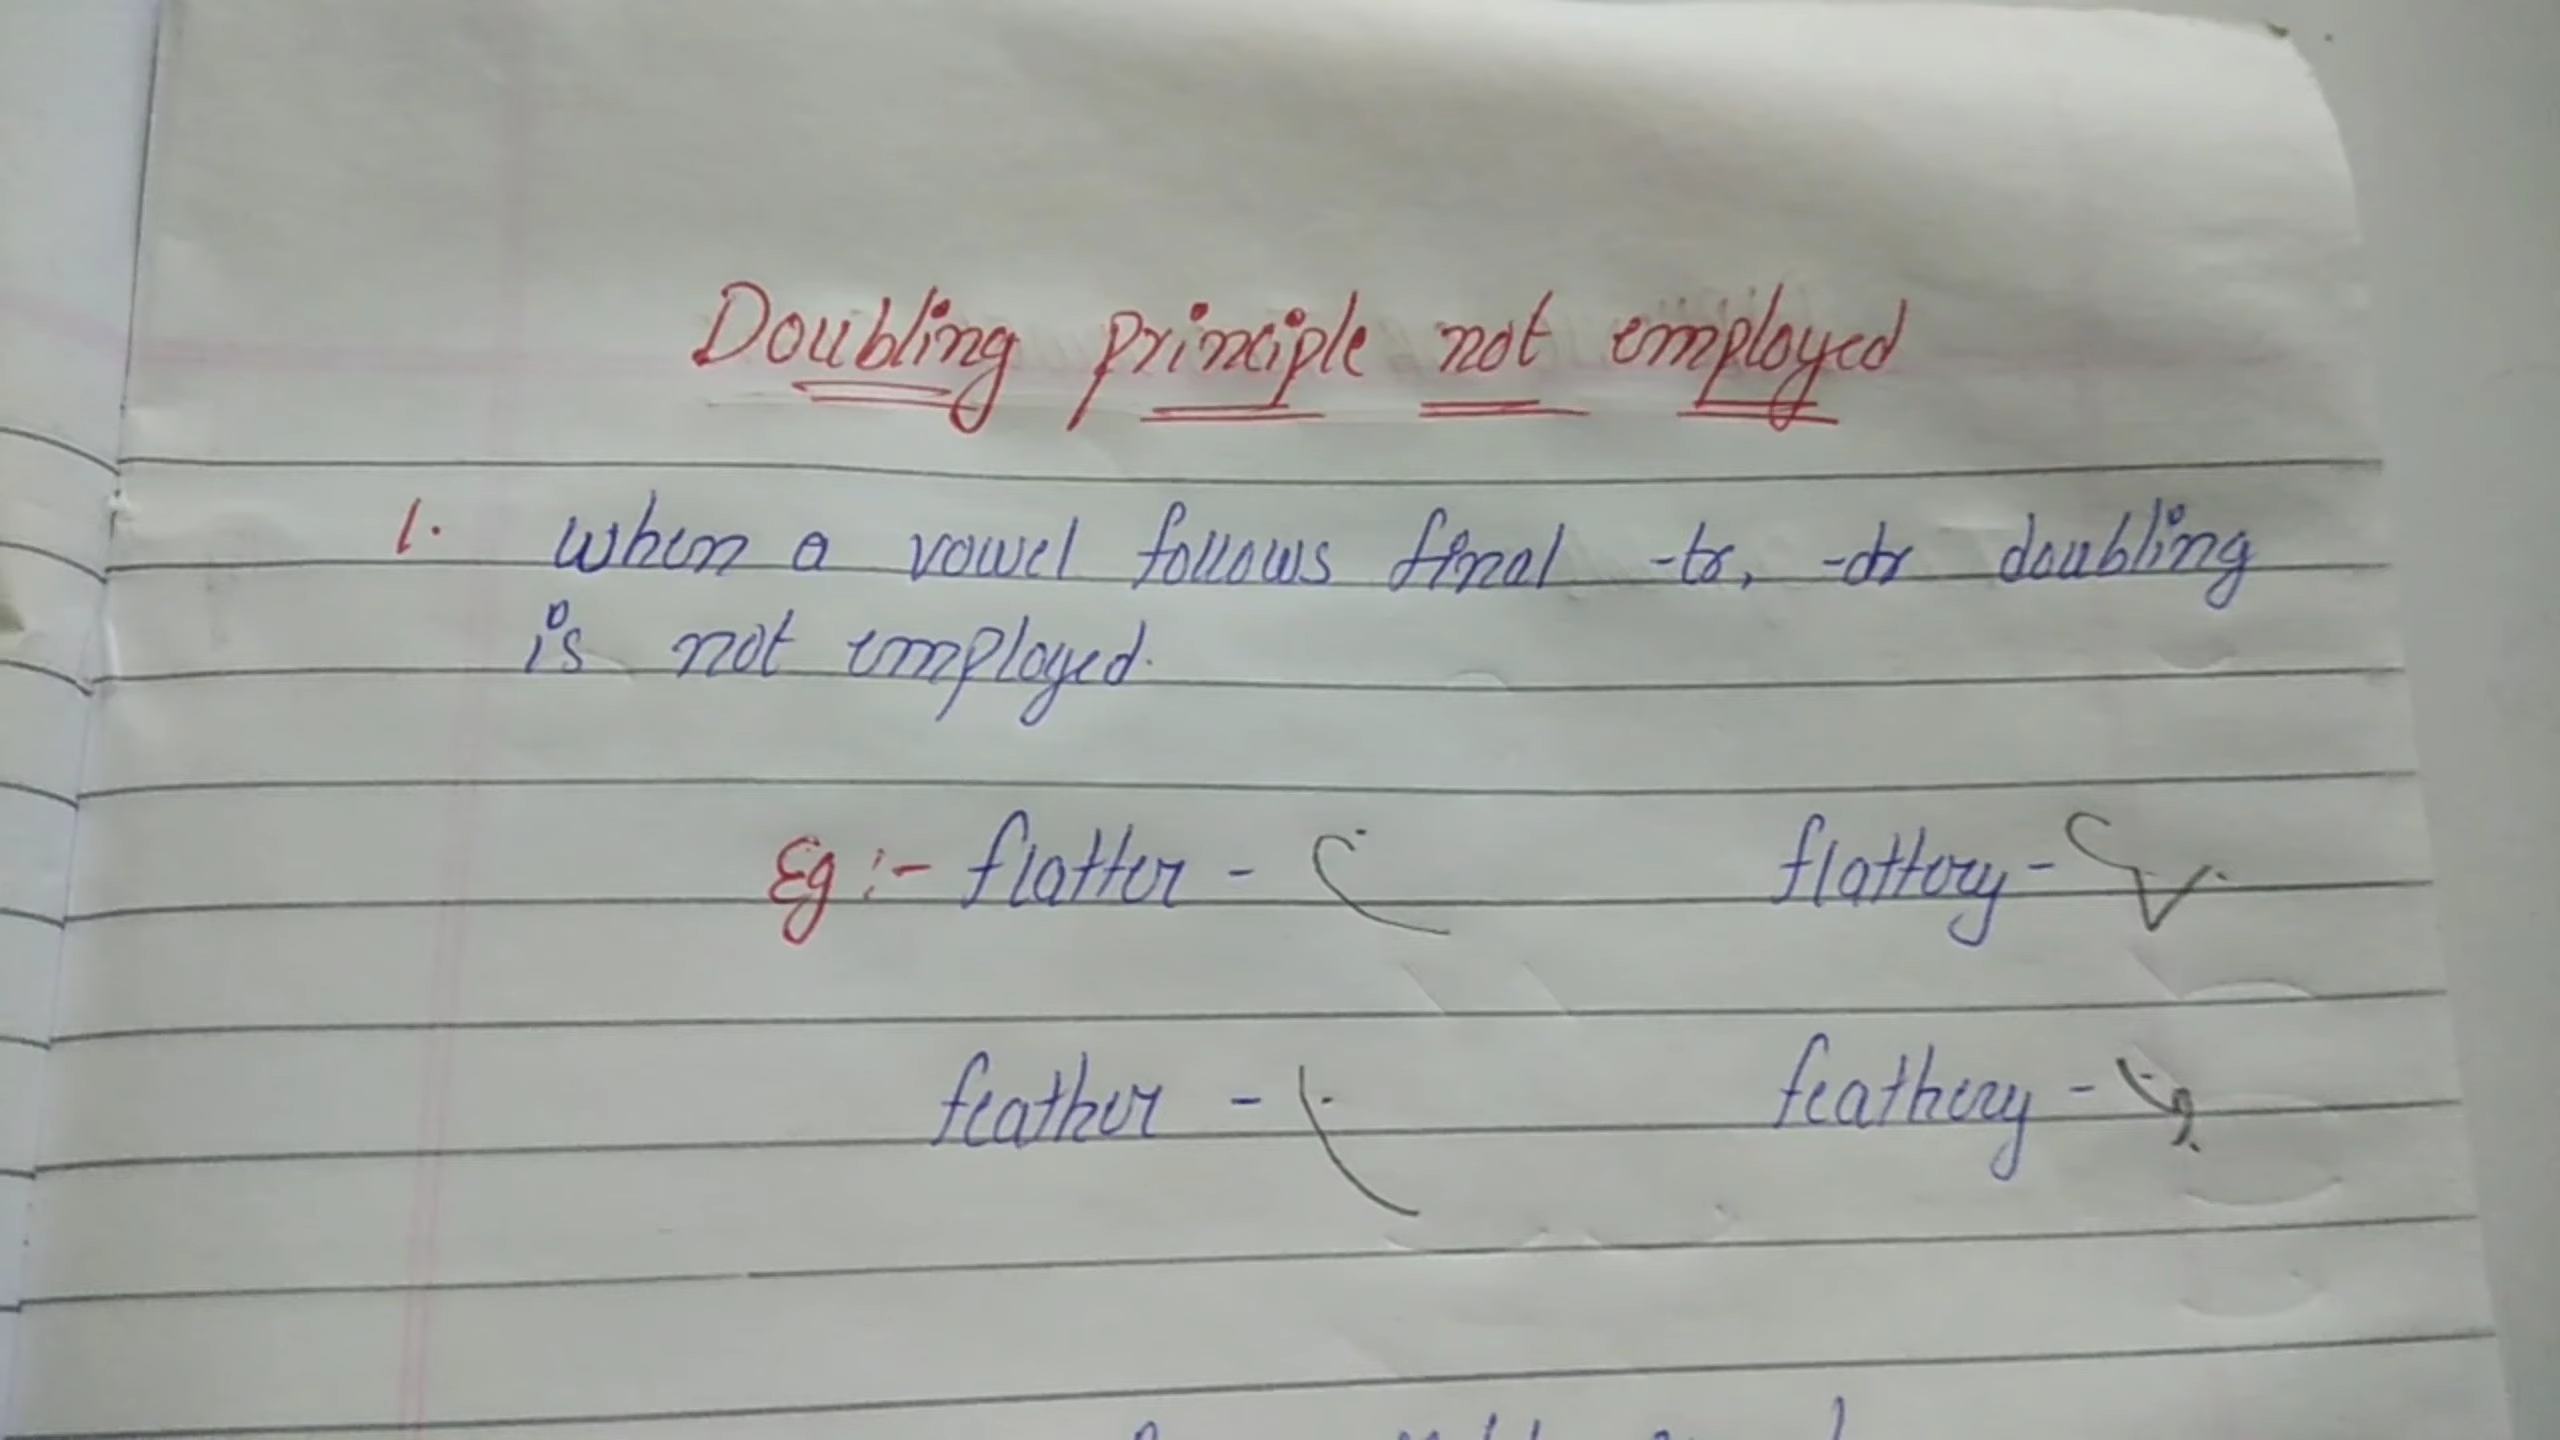 Doubling principle not employed
1. when a vowel follows final -tr, -dr doubling
is not employed.
Eg :- flatter - flattery -
feather - feathery -